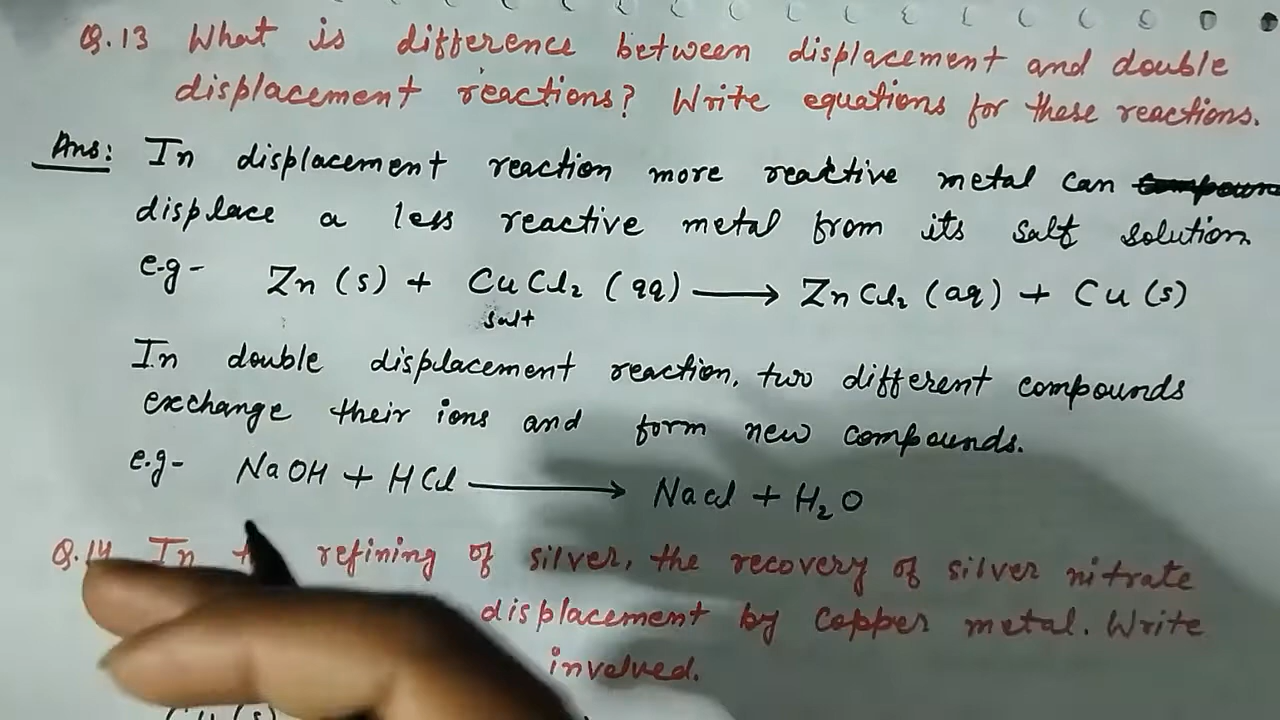 Q.13 What is difference between displacement and double
displacement reactions? Write equations for these reactions.
Ans: In displacement reaction more reactive metal can
displace a less reactive metal from its salt solution.
e.g- Zn (s) + CuCl₂ (aq) ⟶ ZnCl₂ (aq) + Cu (s)
salt
In double displacement reaction, two different compounds
exchange their ions and form new compounds.
e.g- NaOH + HCl ⟶ NaCl + H₂O
Q.14 In refining of silver, the recovery of silver nitrate
displacement by Copper metal. Write
involved.
Cu (s)